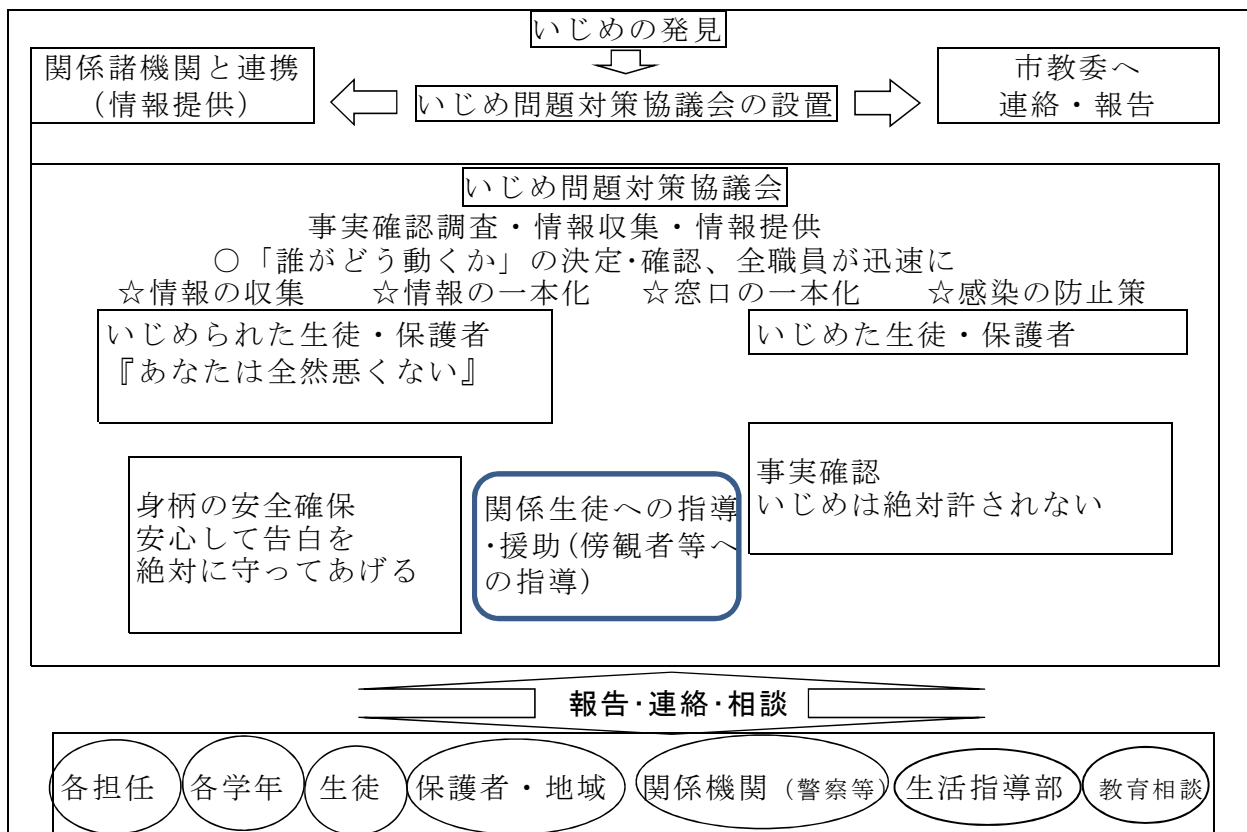 いじめの発見
関係諸機関と連携
(情報提供)
いじめ問題対策協議会の設置
市教委へ
連絡・報告
いじめ問題対策協議会
事実確認調査・情報収集・情報提供
○「誰がどう動くか」の決定･確認、全職員が迅速に
☆情報の収集　☆情報の一本化　☆窓口の一本化　☆感染の防止策
いじめられた生徒・保護者
『あなたは全然悪くない』
いじめた生徒・保護者
身柄の安全確保
安心して告白を
絶対に守ってあげる
関係生徒への指導
･援助(傍観者等へ
の指導)
事実確認
いじめは絶対許されない
報告･連絡･相談
各担任
各学年
生徒
保護者・地域
関係機関（警察等）
生活指導部
教育相談